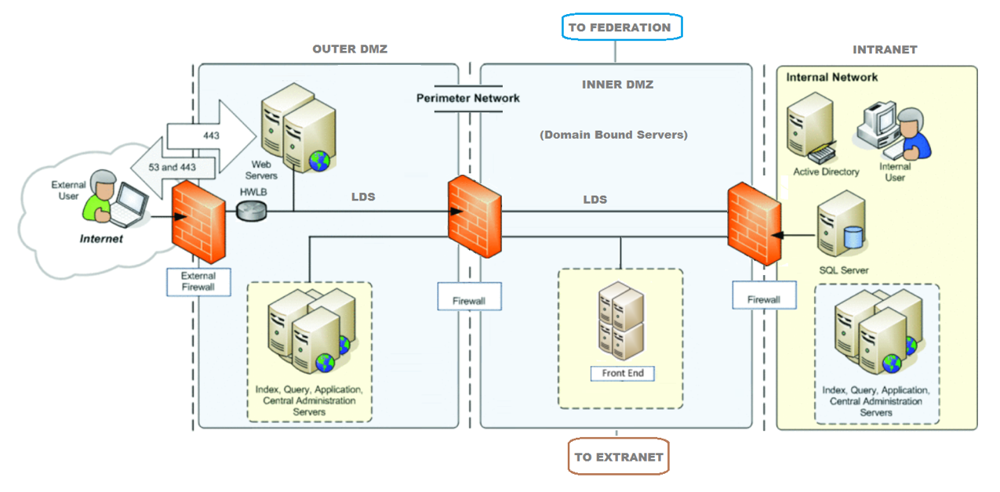 TO FEDERATION
OUTER DMZ
INTRANET
INNER DMZ
Internal Network
Perimeter Network
(Domain Bound Servers)
443
53 and 443
Web
Servers
Active Directory
Internal
User
External
User
HWLB
LDS
LDS
Internet
SQL Server
External
Firewall
Firewall
Firewall
Front End
Index, Query, Application,
Central Administration
Servers
Index, Query, Application,
Central Administration
Servers
TO EXTRANET